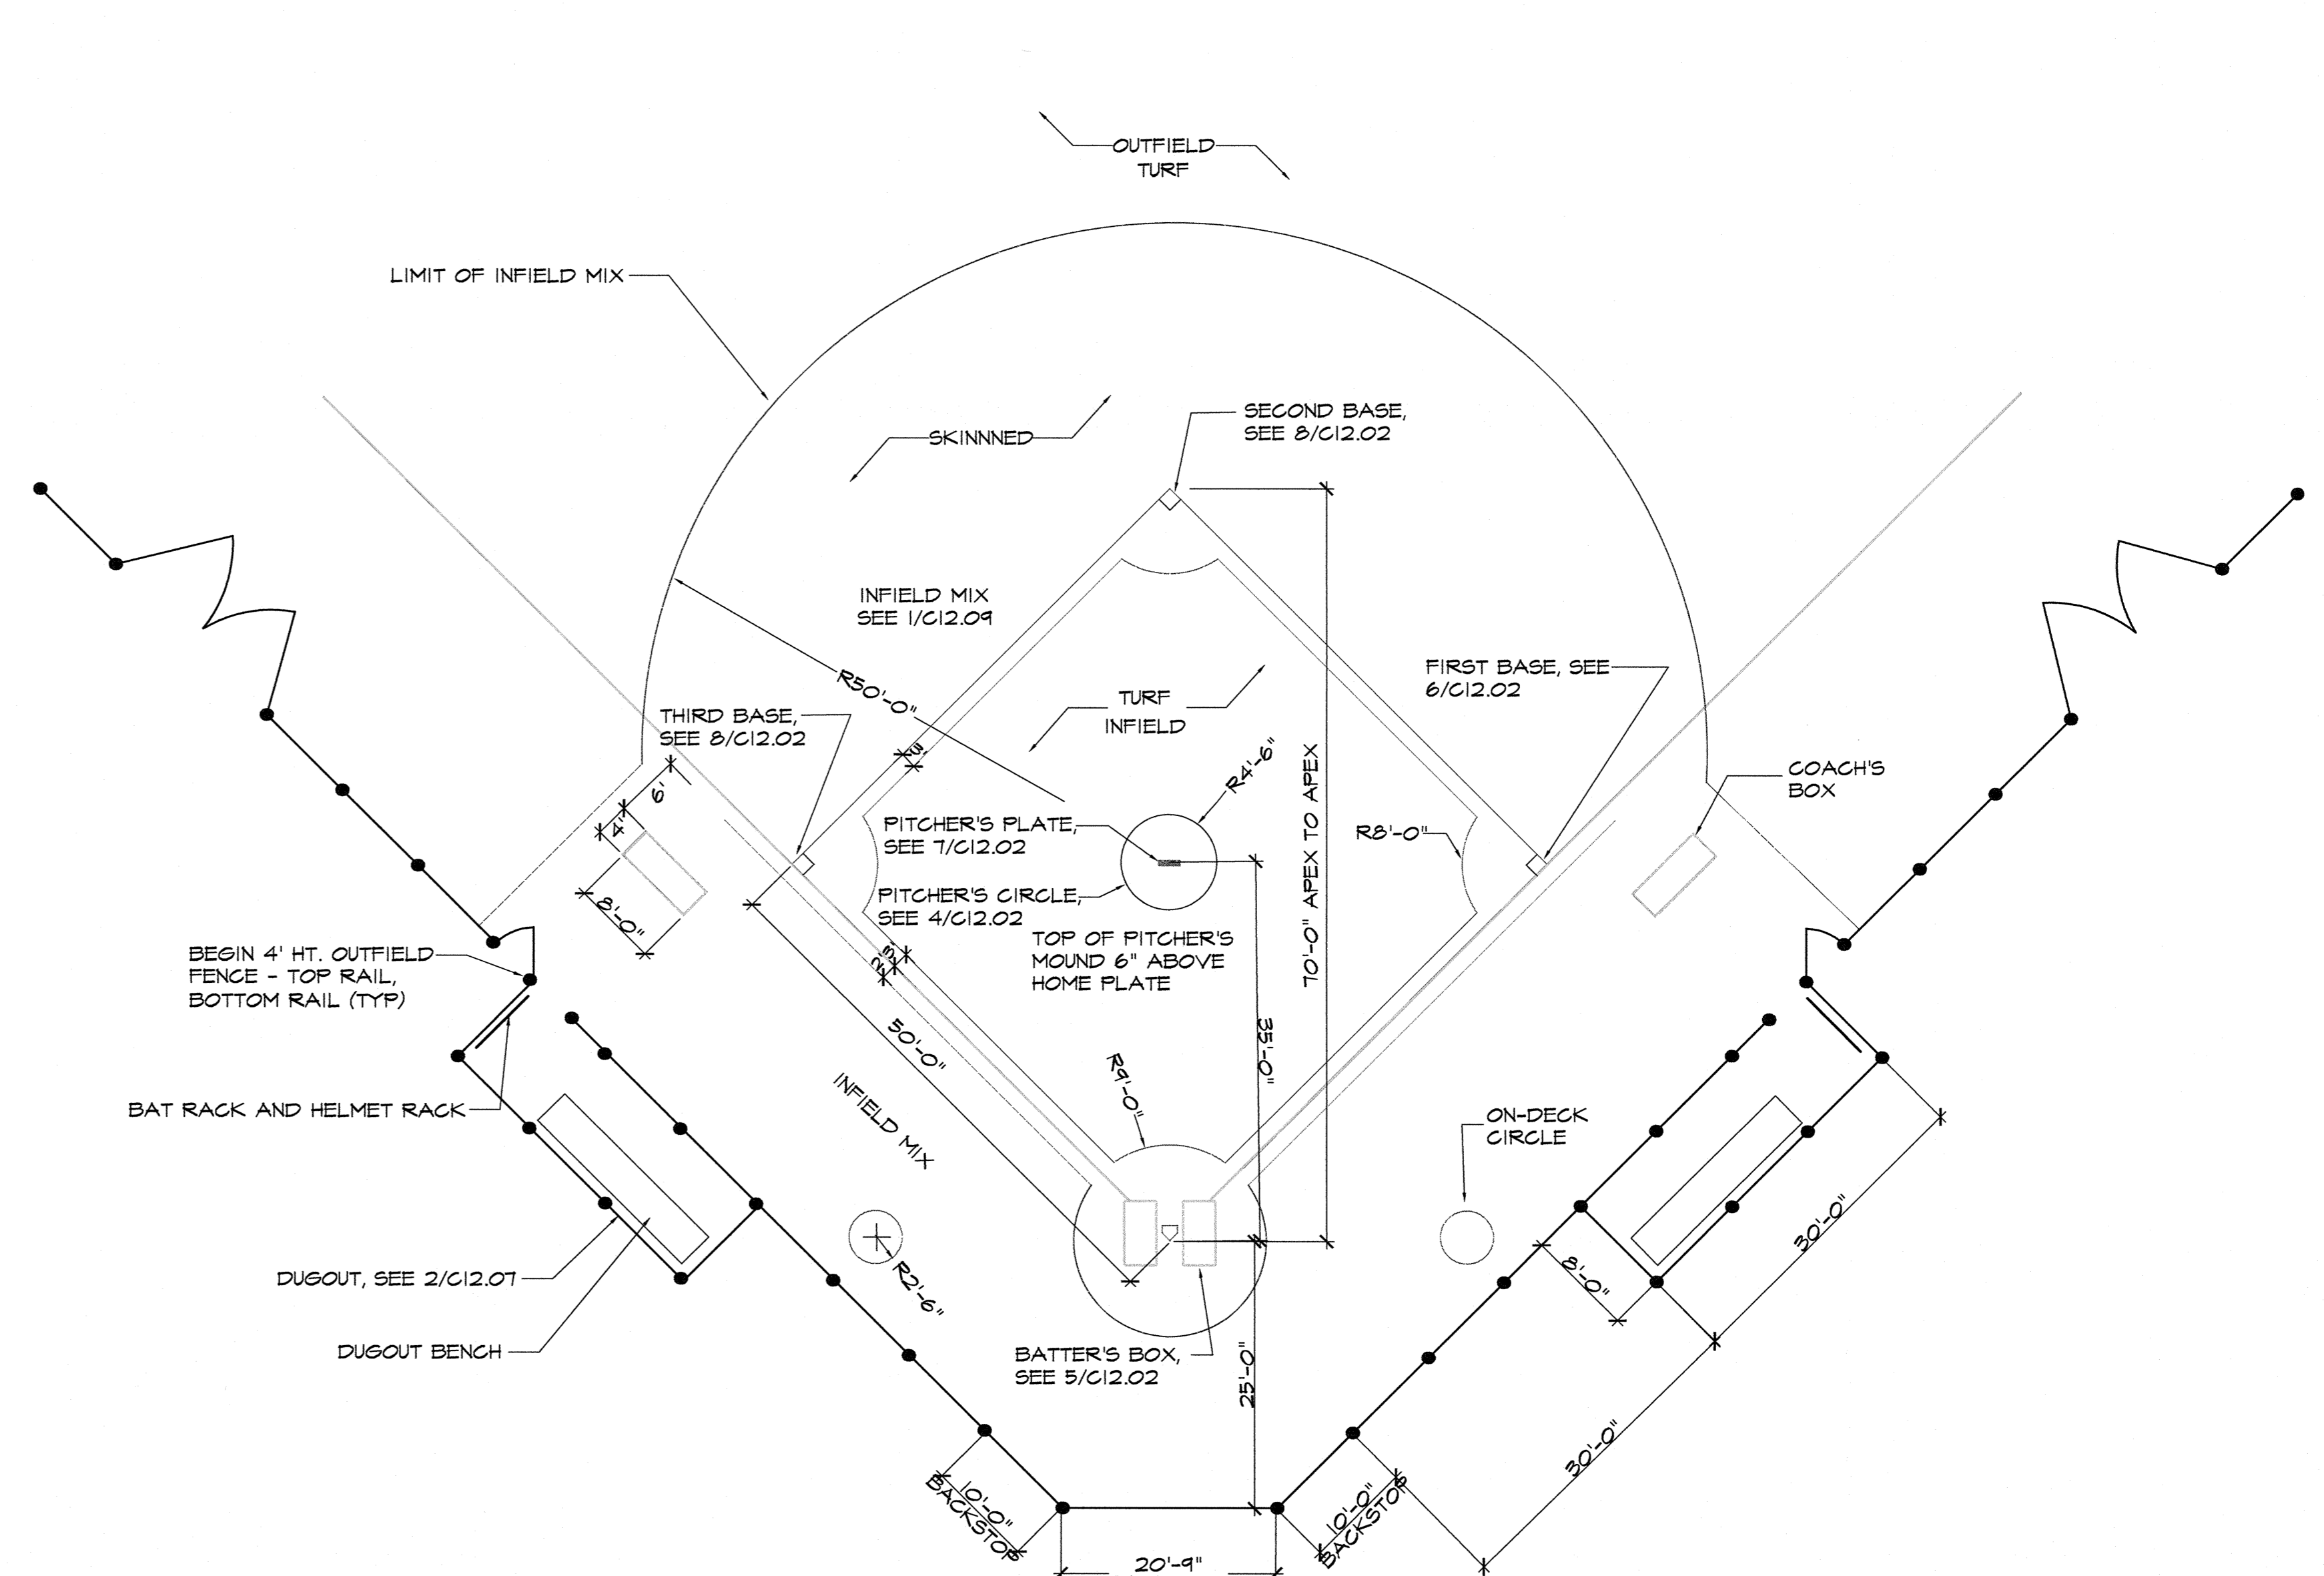 OUTFIELD
TURF
LIMIT OF INFIELD MIX
SKINNNED
SECOND BASE,
SEE 8/C12.02
INFIELD MIX
SEE 1/C12.09
R50'-0"
TURF
INFIELD
FIRST BASE, SEE
6/C12.02
THIRD BASE,
SEE 8/C12.02
3'
R4'-6"
70'-0" APEX TO APEX
COACH'S
BOX
6'
4'
8'-0"
PITCHER'S PLATE,
SEE 7/C12.02
R8'-0"
PITCHER'S CIRCLE,
SEE 4/C12.02
TOP OF PITCHER'S
MOUND 6" ABOVE
HOME PLATE
3'
2'
BEGIN 4' HT. OUTFIELD
FENCE - TOP RAIL,
BOTTOM RAIL (TYP)
50'-0"
35'-0"
R9'-0"
INFIELD MIX
BAT RACK AND HELMET RACK
ON-DECK
CIRCLE
30'-0"
DUGOUT, SEE 2/C12.07
R2'-6"
8'-0"
DUGOUT BENCH
BATTER'S BOX,
SEE 5/C12.02
25'-0"
30'-0"
10'-0"
BACKSTOP
10'-0"
BACKSTOP
20'-9"